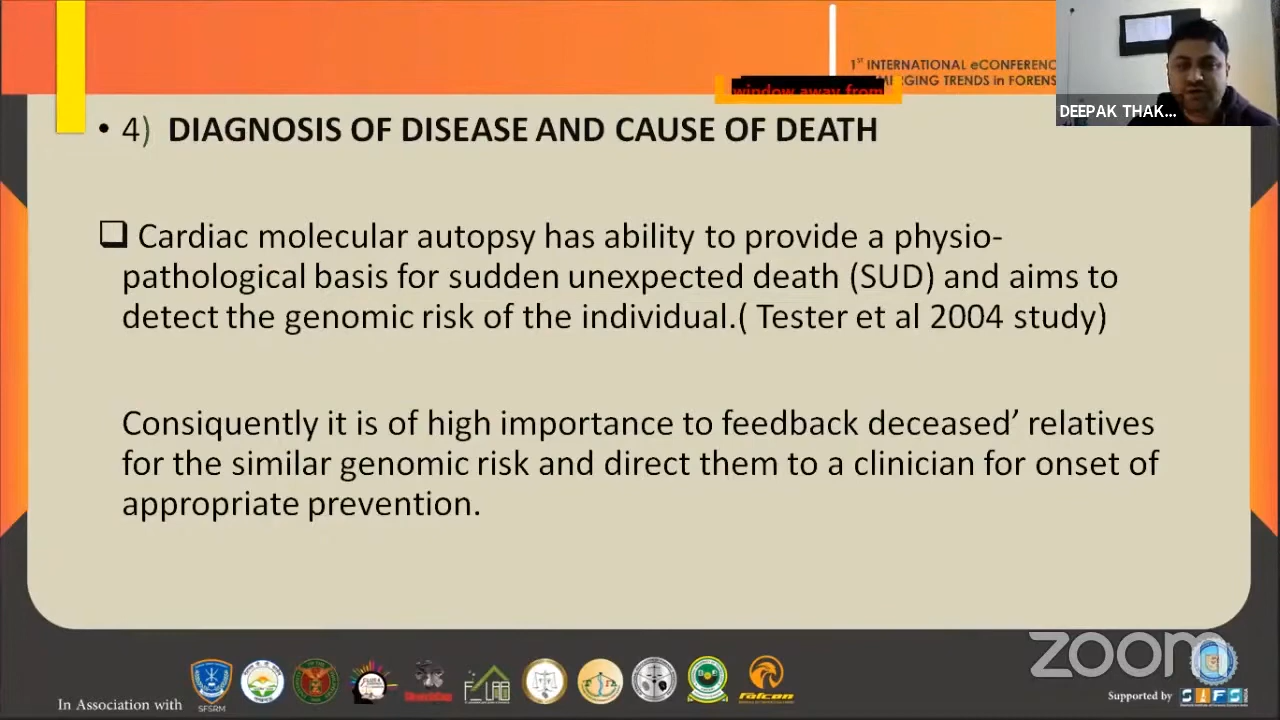 1ST INTERNATIONAL eCONFERENC
ERGING TRENDS in FORENS
window away from
DEEPAK THAK...
• 4) DIAGNOSIS OF DISEASE AND CAUSE OF DEATH
Cardiac molecular autopsy has ability to provide a physio-
pathological basis for sudden unexpected death (SUD) and aims to
detect the genomic risk of the individual.( Tester et al 2004 study)
Consiquently it is of high importance to feedback deceased’ relatives
for the similar genomic risk and direct them to a clinician for onset of
appropriate prevention.
zoom
In Association with
SFSRM
F-LAB
falcon
Supported by
SIFS